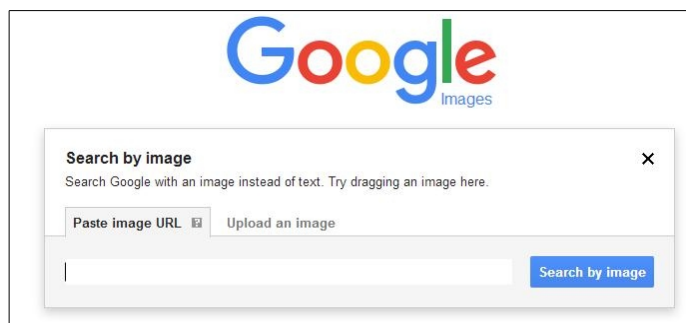 Google
Images
Search by image
Search Google with an image instead of text. Try dragging an image here.
Paste image URL ? Upload an image
Search by image